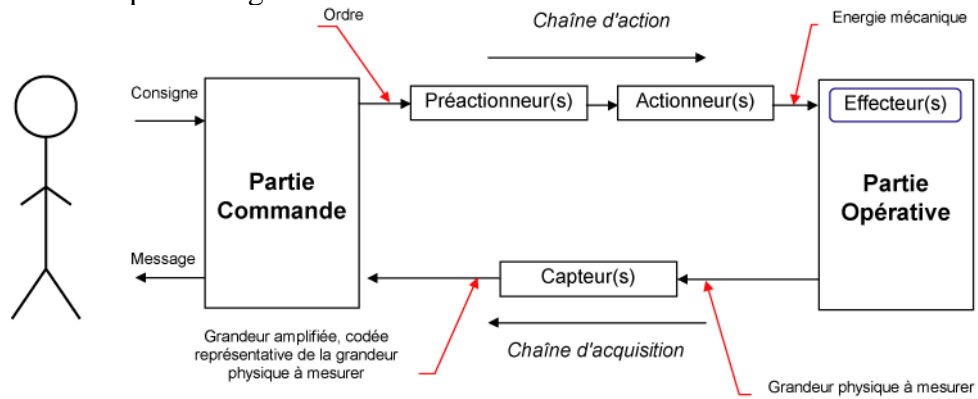 Ordre
Chaîne d'action
Energie mécanique
Consigne
Préactionneur(s)
Actionneur(s)
Effecteur(s)
Partie
Commande
Partie
Opérative
Message
Capteur(s)
Grandeur amplifiée, codée
représentative de la grandeur
physique à mesurer
Chaîne d'acquisition
Grandeur physique à mesurer